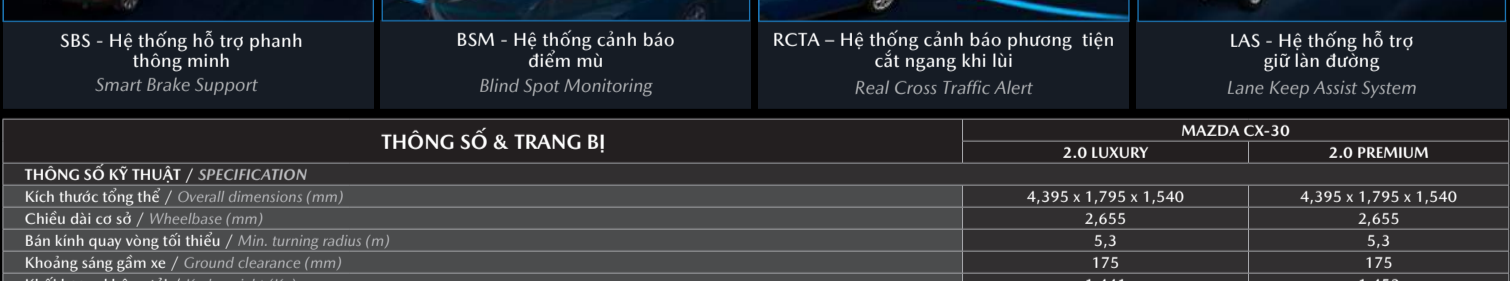 SBS - Hệ thống hỗ trợ phanh
thông minh
Smart Brake Support
BSM - Hệ thống cảnh báo
điểm mù
Blind Spot Monitoring
RCTA – Hệ thống cảnh báo phương tiện
cắt ngang khi lùi
Real Cross Traffic Alert
LAS - Hệ thống hỗ trợ
giữ làn đường
Lane Keep Assist System
THÔNG SỐ & TRANG BỊ
MAZDA CX-30
2.0 LUXURY 2.0 PREMIUM
THÔNG SỐ KỸ THUẬT / SPECIFICATION
Kích thước tổng thể / Overall dimensions (mm) 4,395 x 1,795 x 1,540 4,395 x 1,795 x 1,540
Chiều dài cơ sở / Wheelbase (mm) 2,655 2,655
Bán kính quay vòng tối thiểu / Min. turning radius (m) 5,3 5,3
Khoảng sáng gầm xe / Ground clearance (mm) 175 175